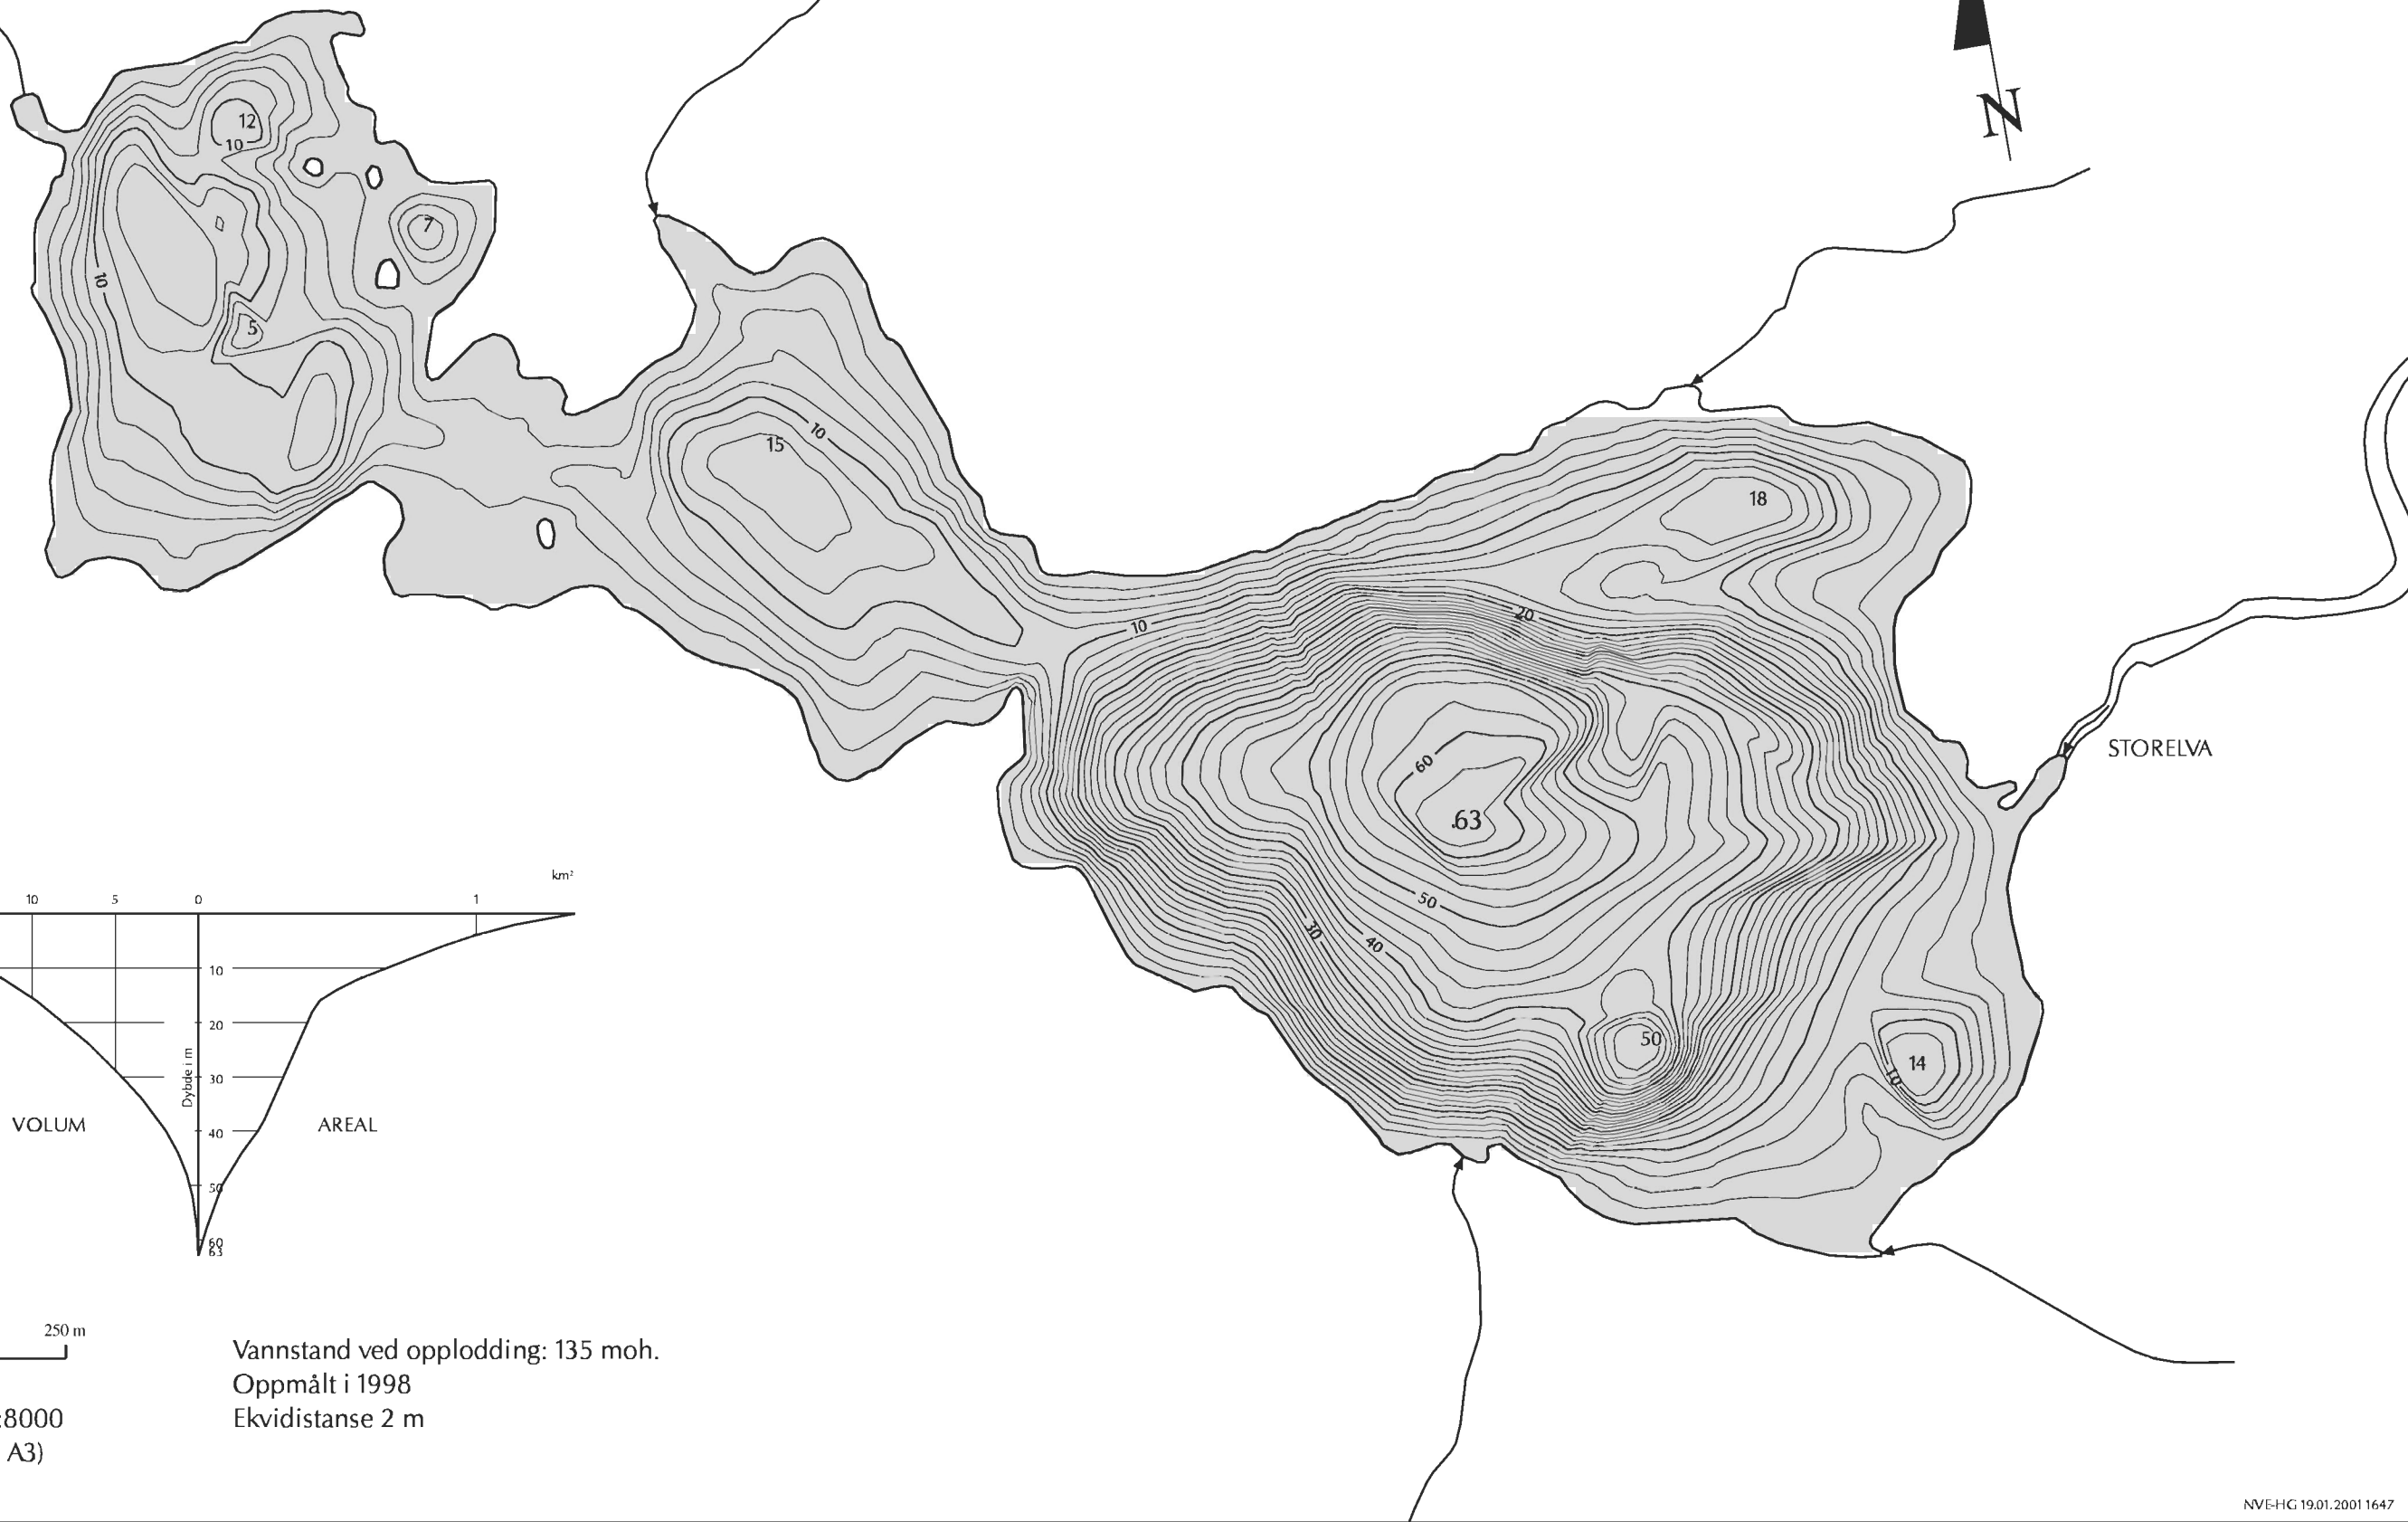 N
12
10
7
10
5
10
15
18
20
10
STORELVA
60
.63
50
30
40
50
14
10
km²
10
5
0
1
10
20
30
40
50
60
63
Dybde i m
VOLUM
AREAL
250 m
Vannstand ved opplodding: 135 moh.
Oppmålt i 1998
Ekvidistanse 2 m
:8000
A3)
NVE-HG 19.01.2001 1647